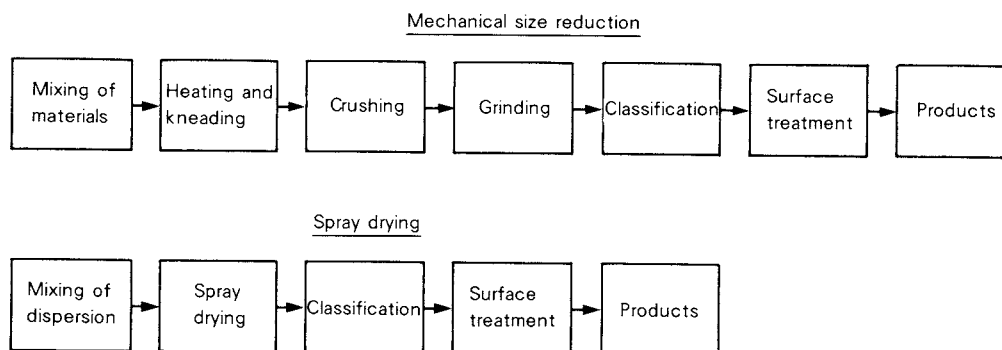 Mechanical size reduction
Mixing of
materials
Heating and
kneading
Crushing
Grinding
Classification
Surface
treatment
Products
Spray drying
Mixing of
dispersion
Spray
drying
Classification
Surface
treatment
Products